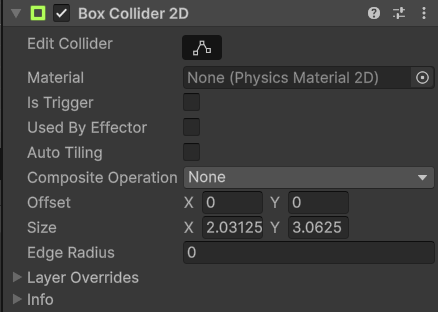 Box Collider 2D
Edit Collider
Material None (Physics Material 2D)
Is Trigger
Used By Effector
Auto Tiling
Composite Operation None
Offset X 0 Y 0
Size X 2.03125 Y 3.0625
Edge Radius 0
Layer Overrides
Info